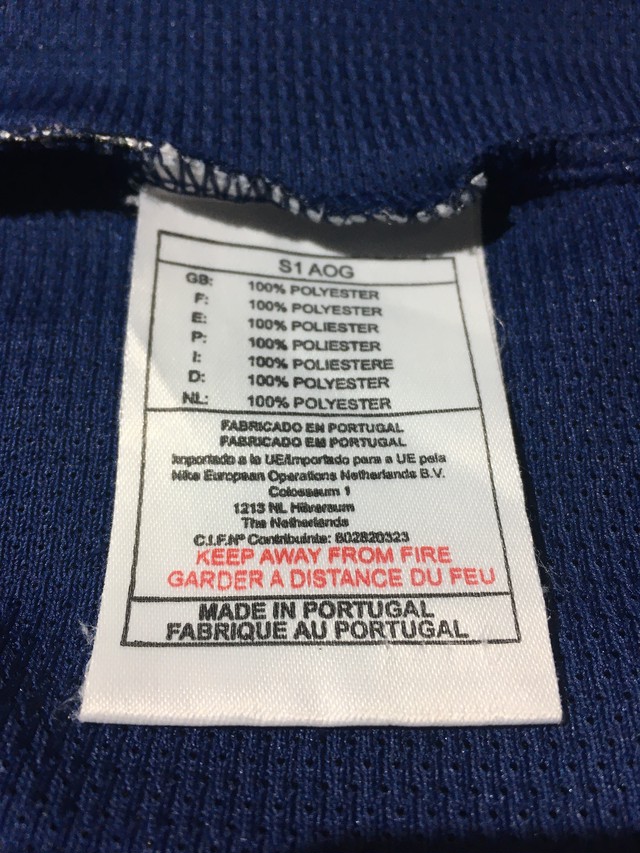 S1 AOG
GB: 100% POLYESTER
F: 100% POLYESTER
E: 100% POLIESTER
P: 100% POLIESTER
I: 100% POLIESTERE
D: 100% POLYESTER
NL: 100% POLYESTER
FABRICADO EN PORTUGAL
FABRICADO EM PORTUGAL
Importado a la UE/Importado para a UE pela
Nike European Operations Netherlands B.V.
Colosseum 1
1213 NL Hilversum
The Netherlands
C.I.F.Nº Contribuinte: 802820323
KEEP AWAY FROM FIRE
GARDER A DISTANCE DU FEU
MADE IN PORTUGAL
FABRIQUE AU PORTUGAL